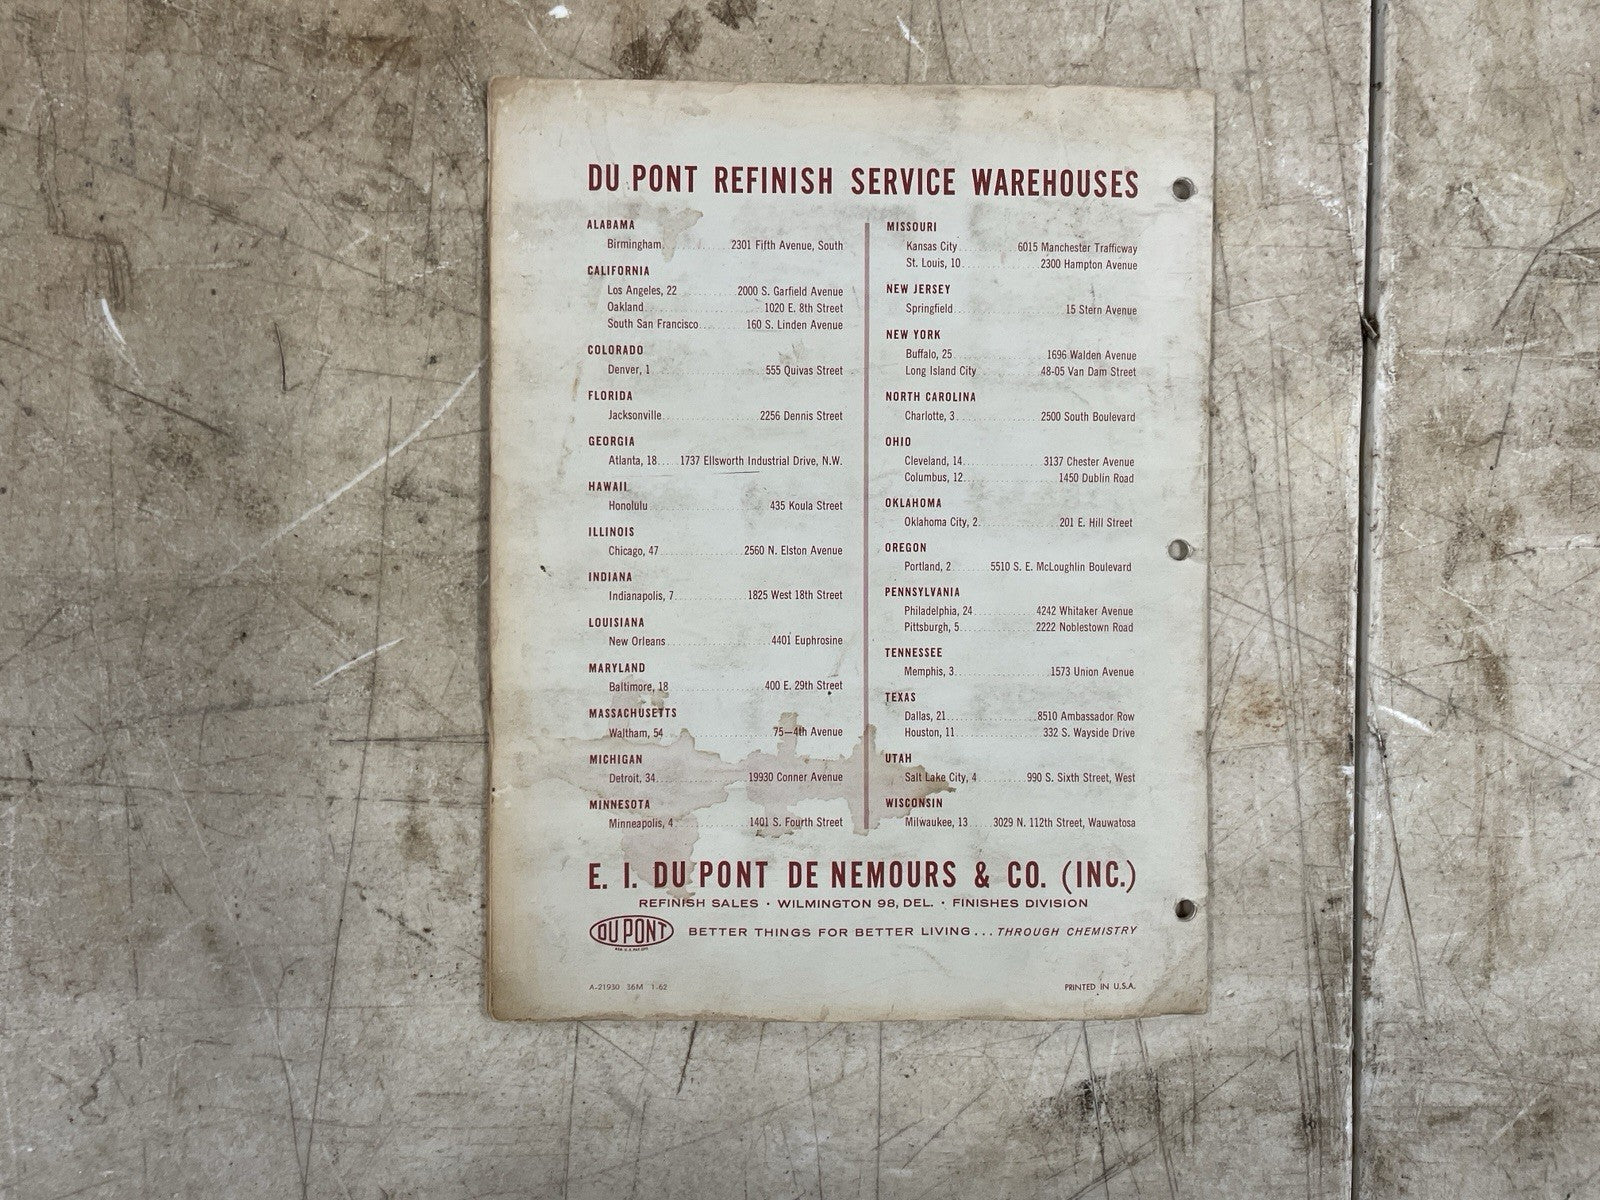 DU PONT REFINISH SERVICE WAREHOUSES
ALABAMA
Birmingham 2301 Fifth Avenue, South
CALIFORNIA
Los Angeles, 22 2000 S. Garfield Avenue
Oakland 1020 E. 8th Street
South San Francisco 160 S. Linden Avenue
COLORADO
Denver, 1 555 Quivas Street
FLORIDA
Jacksonville 2256 Dennis Street
GEORGIA
Atlanta, 18 1737 Ellsworth Industrial Drive, N.W.
HAWAII
Honolulu 435 Koula Street
ILLINOIS
Chicago, 47 2560 N. Elston Avenue
INDIANA
Indianapolis, 7 1825 West 18th Street
LOUISIANA
New Orleans 4401 Euphrosine
MARYLAND
Baltimore, 18 400 E. 29th Street
MASSACHUSETTS
Waltham, 54 75—4th Avenue
MICHIGAN
Detroit, 34 19930 Conner Avenue
MINNESOTA
Minneapolis, 4 1401 S. Fourth Street
MISSOURI
Kansas City 6015 Manchester Trafficway
St. Louis, 10 2300 Hampton Avenue
NEW JERSEY
Springfield 15 Stern Avenue
NEW YORK
Buffalo, 25 1696 Walden Avenue
Long Island City 48-05 Van Dam Street
NORTH CAROLINA
Charlotte, 3 2500 South Boulevard
OHIO
Cleveland, 14 3137 Chester Avenue
Columbus, 12 1450 Dublin Road
OKLAHOMA
Oklahoma City, 2 201 E. Hill Street
OREGON
Portland, 2 5510 S. E. McLoughlin Boulevard
PENNSYLVANIA
Philadelphia, 24 4242 Whitaker Avenue
Pittsburgh, 5 2222 Noblestown Road
TENNESSEE
Memphis, 3 1573 Union Avenue
TEXAS
Dallas, 21 8510 Ambassador Row
Houston, 11 332 S. Wayside Drive
UTAH
Salt Lake City, 4 990 S. Sixth Street, West
WISCONSIN
Milwaukee, 13 3029 N. 112th Street, Wauwatosa
E. I. DU PONT DE NEMOURS & CO. (INC.)
REFINISH SALES · WILMINGTON 98, DEL. · FINISHES DIVISION
DU PONT
REG. U.S. PAT. OFF.
BETTER THINGS FOR BETTER LIVING...THROUGH CHEMISTRY
A-21930 36M 1-62
PRINTED IN U.S.A.